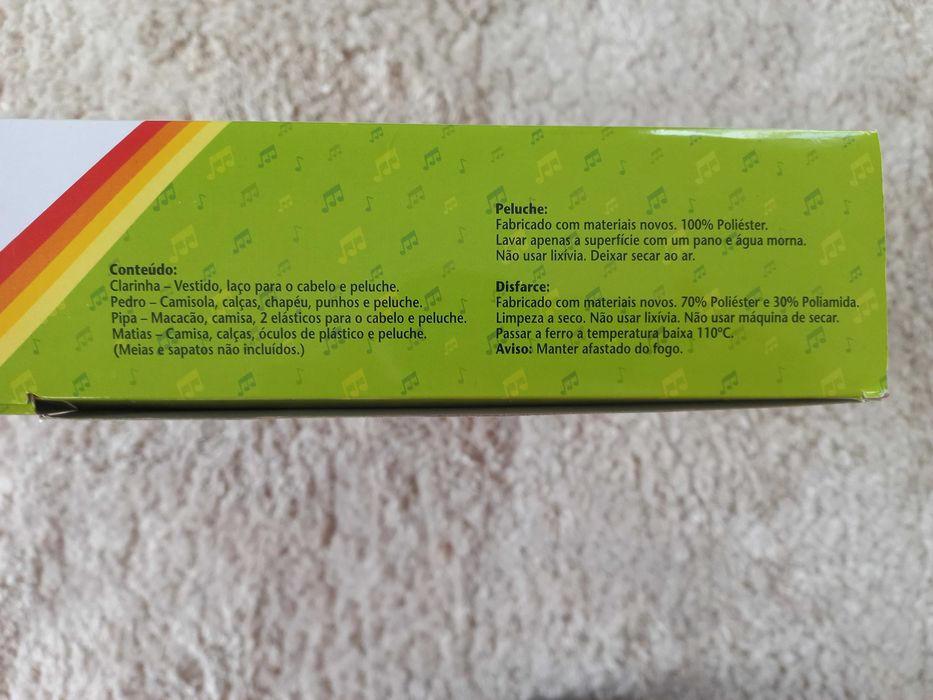 Conteúdo:
Clarinha – Vestido, laço para o cabelo e peluche.
Pedro – Camisola, calças, chapéu, punhos e peluche.
Pipa – Macacão, camisa, 2 elásticos para o cabelo e peluche.
Matias – Camisa, calças, óculos de plástico e peluche.
(Meias e sapatos não incluídos.)
Peluche:
Fabricado com materiais novos. 100% Poliéster.
Lavar apenas a superfície com um pano e água morna.
Não usar lixívia. Deixar secar ao ar.
Disfarce:
Fabricado com materiais novos. 70% Poliéster e 30% Poliamida.
Limpeza a seco. Não usar lixívia. Não usar máquina de secar.
Passar a ferro a temperatura baixa 110ºC.
Aviso: Manter afastado do fogo.